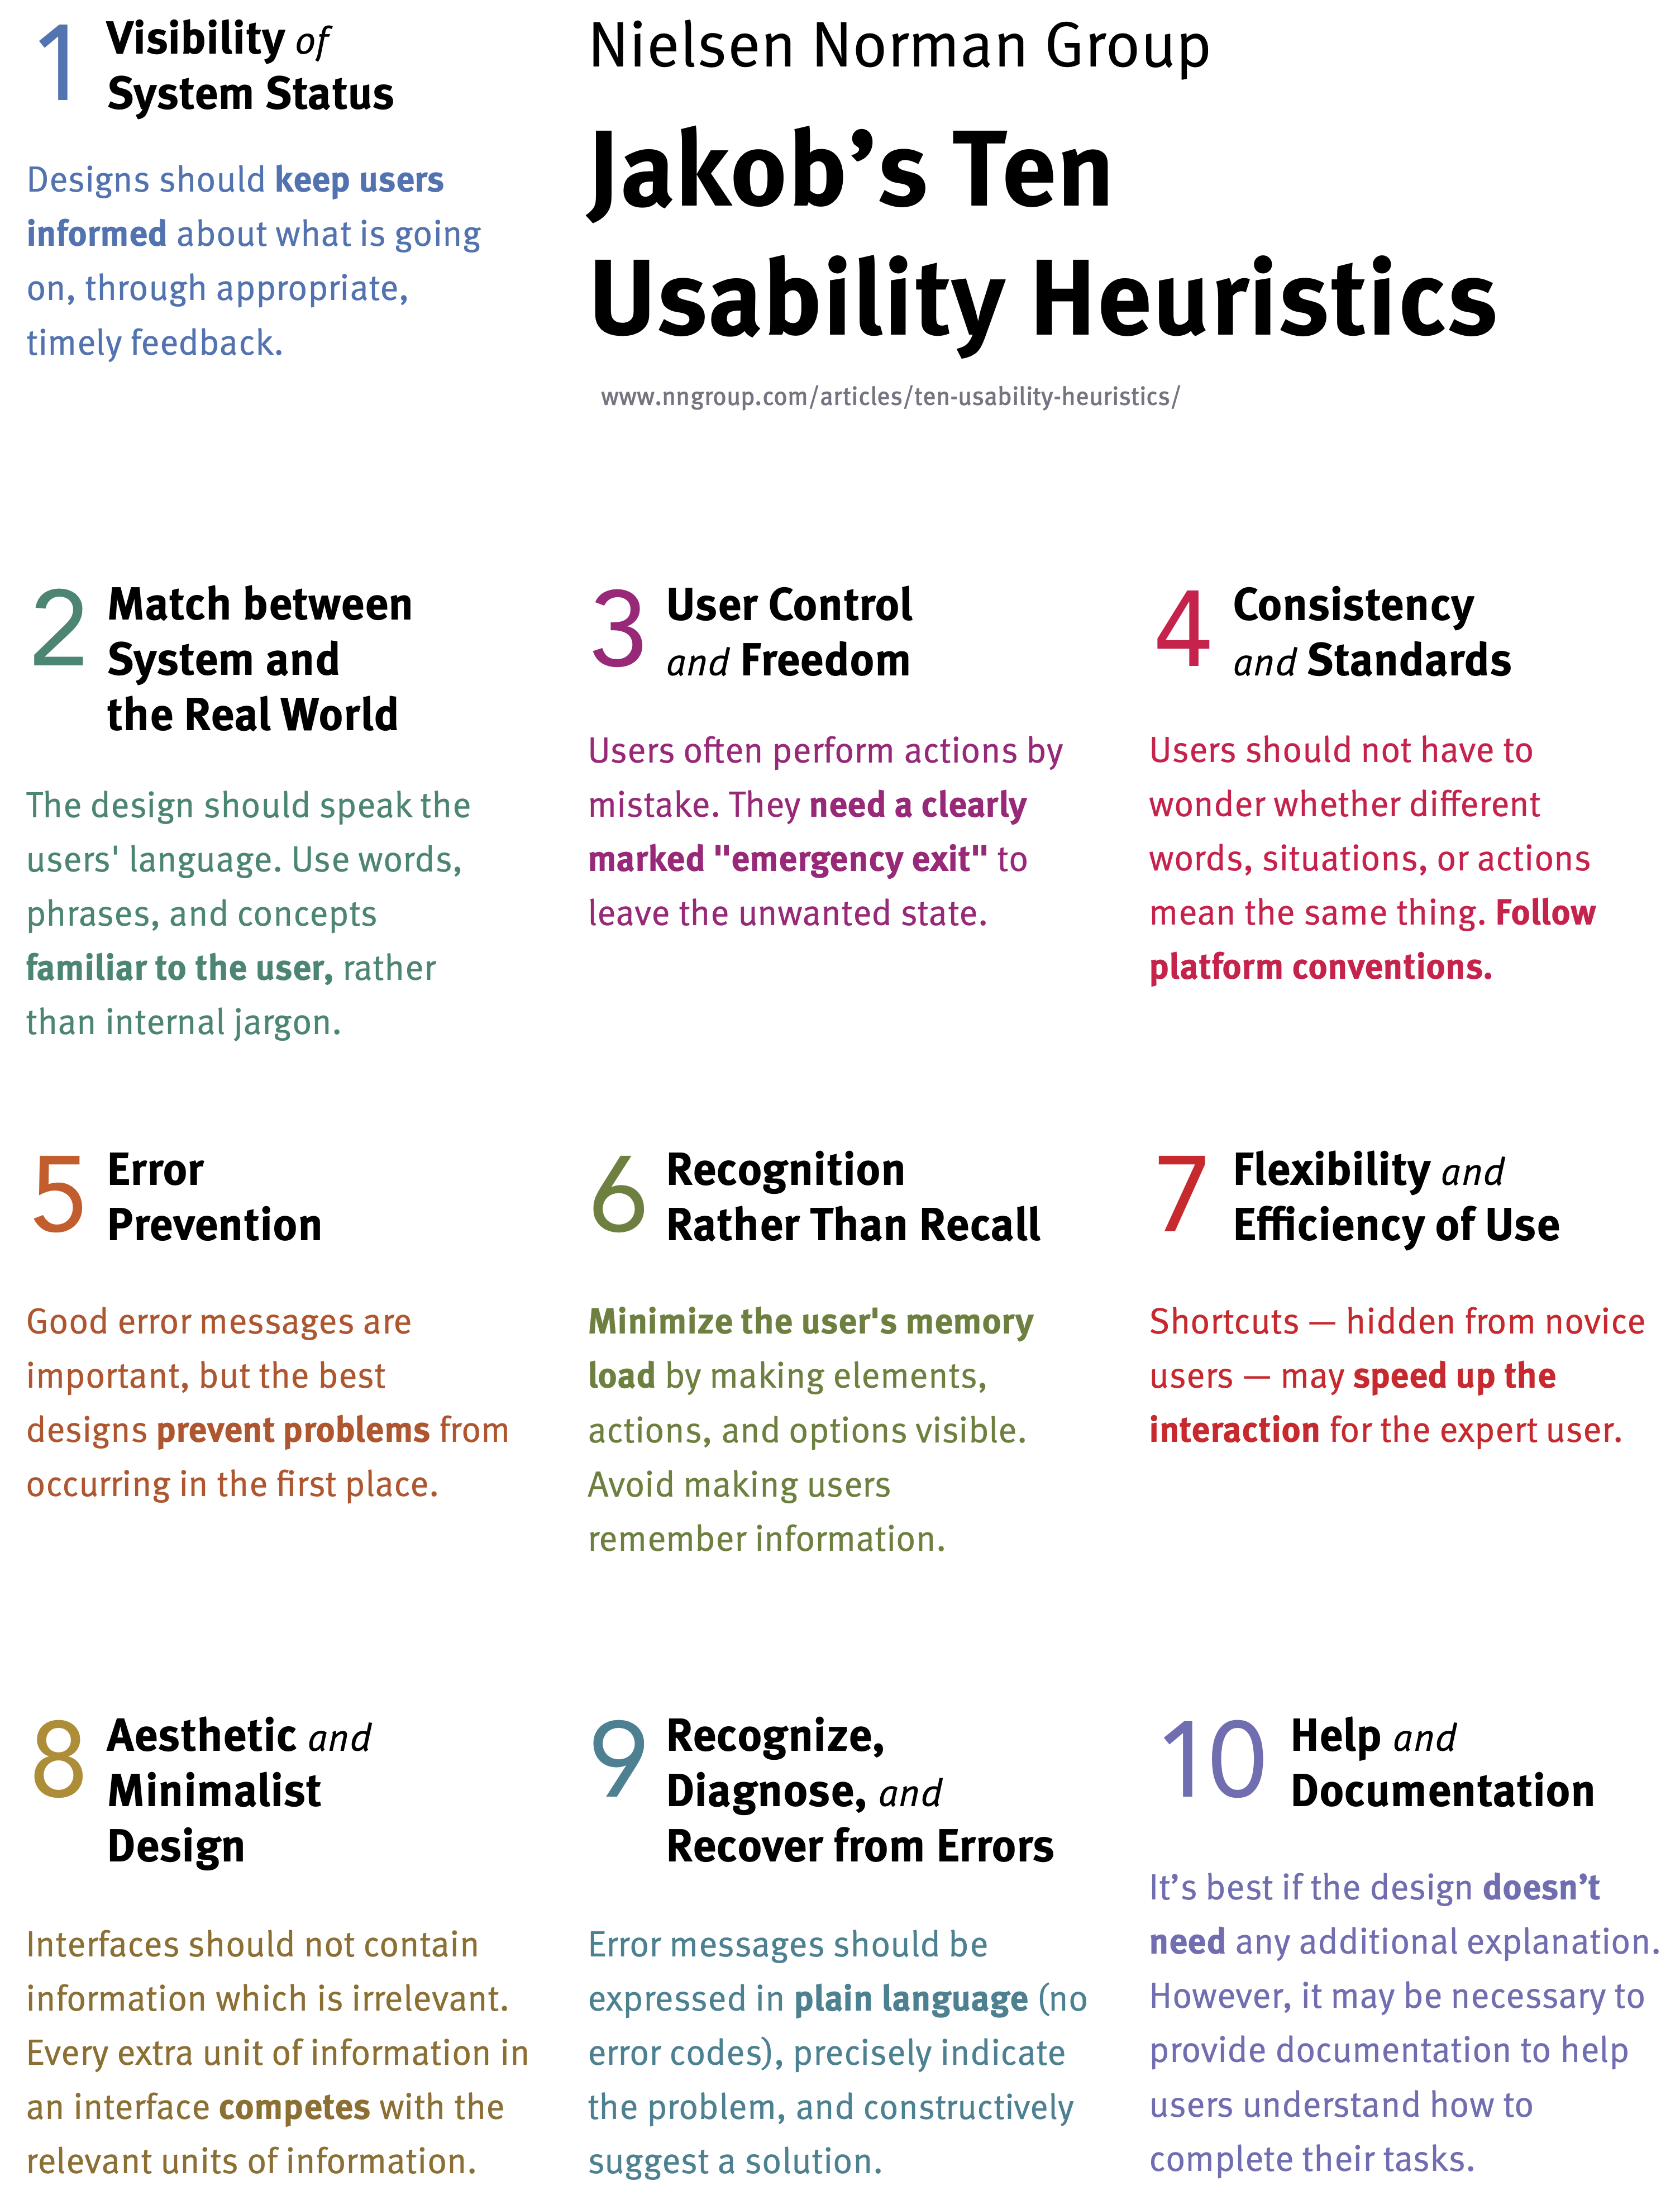 1 Visibility of
System Status
Designs should keep users
informed about what is going
on, through appropriate,
timely feedback.
Nielsen Norman Group
Jakob’s Ten
Usability Heuristics
www.nngroup.com/articles/ten-usability-heuristics/
2 Match between
System and
the Real World
The design should speak the
users' language. Use words,
phrases, and concepts
familiar to the user, rather
than internal jargon.
3 User Control
and Freedom
Users often perform actions by
mistake. They need a clearly
marked "emergency exit" to
leave the unwanted state.
4 Consistency
and Standards
Users should not have to
wonder whether different
words, situations, or actions
mean the same thing. Follow
platform conventions.
5 Error
Prevention
Good error messages are
important, but the best
designs prevent problems from
occurring in the first place.
6 Recognition
Rather Than Recall
Minimize the user's memory
load by making elements,
actions, and options visible.
Avoid making users
remember information.
7 Flexibility and
Efficiency of Use
Shortcuts — hidden from novice
users — may speed up the
interaction for the expert user.
8 Aesthetic and
Minimalist
Design
Interfaces should not contain
information which is irrelevant.
Every extra unit of information in
an interface competes with the
relevant units of information.
9 Recognize,
Diagnose, and
Recover from Errors
Error messages should be
expressed in plain language (no
error codes), precisely indicate
the problem, and constructively
suggest a solution.
10 Help and
Documentation
It’s best if the design doesn’t
need any additional explanation.
However, it may be necessary to
provide documentation to help
users understand how to
complete their tasks.